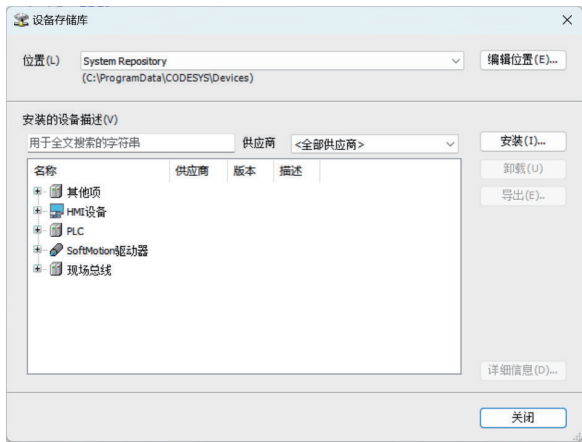 设备存储库
位置(L) System Repository 编辑位置(E)...
(C:\ProgramData\CODESYS\Devices)
安装的设备描述(V)
用于全文搜索的字符串 供应商 <全部供应商> 安装(I)...
名称 供应商 版本 描述 卸载(U)
其他项 导出(E)..
HMI设备
PLC
SoftMotion驱动器
现场总线
详细信息(D)...
关闭